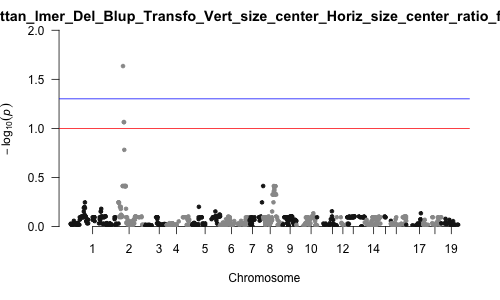 ttan_lmer_Del_Blup_Transfo_Vert_size_center_Horiz_size_center_ratio_f
2.0
1.5
1.0
0.5
0.0
− log10(p)
1 2 3 4 5 6 7 8 9 10 12 14 17 19
Chromosome